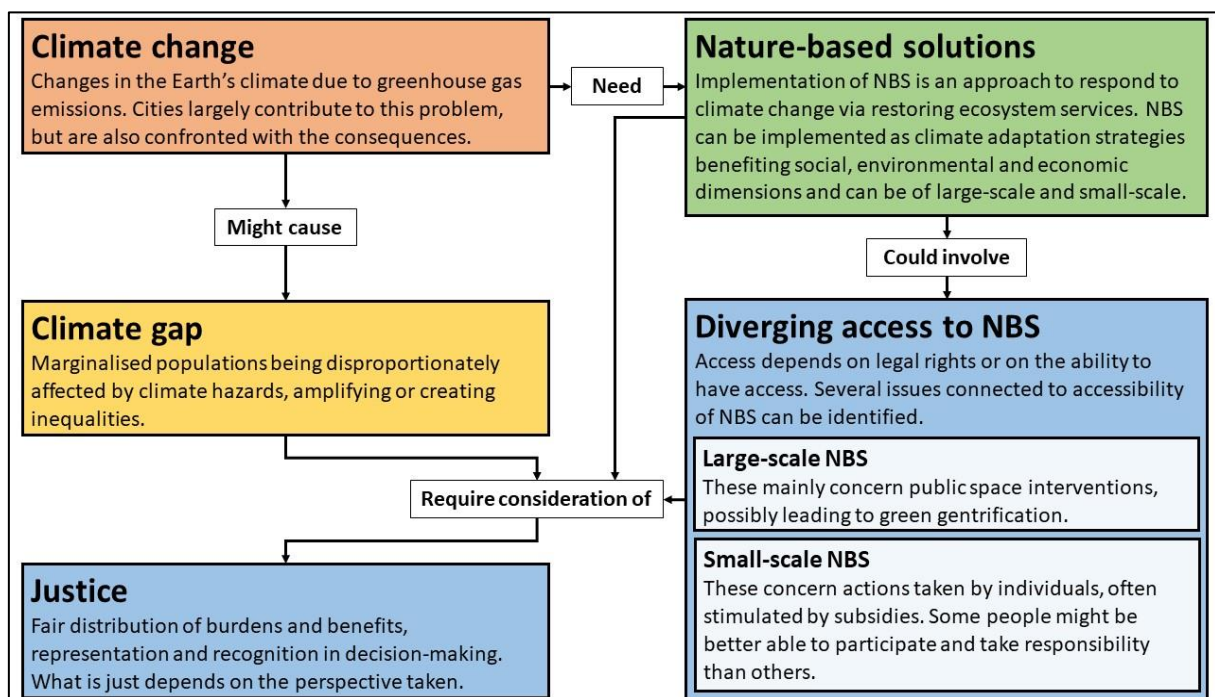 Climate change
Changes in the Earth's climate due to greenhouse gas
emissions. Cities largely contribute to this problem,
but are also confronted with the consequences.
Need
Nature-based solutions
Implementation of NBS is an approach to respond to
climate change via restoring ecosystem services. NBS
can be implemented as climate adaptation strategies
benefiting social, environmental and economic
dimensions and can be of large-scale and small-scale.
Might cause
Could involve
Climate gap
Marginalised populations being disproportionately
affected by climate hazards, amplifying or creating
inequalities.
Diverging access to NBS
Access depends on legal rights or on the ability to
have access. Several issues connected to accessibility
of NBS can be identified.
Large-scale NBS
These mainly concern public space interventions,
possibly leading to green gentrification.
Small-scale NBS
These concern actions taken by individuals, often
stimulated by subsidies. Some people might be
better able to participate and take responsibility
than others.
Require consideration of
Justice
Fair distribution of burdens and benefits,
representation and recognition in decision-making.
What is just depends on the perspective taken.